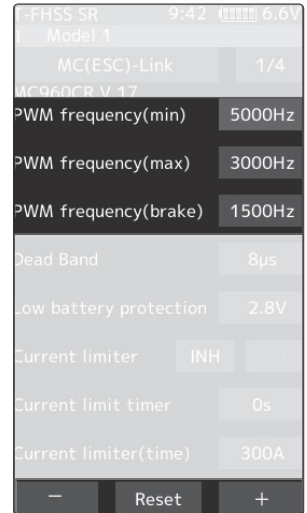 T-FHSS SR 9:42 6.6V
1 Model 1
MC(ESC)-Link 1/4
MC960CR V.17
PWM frequency(min) 5000Hz
PWM frequency(max) 3000Hz
PWM frequency(brake) 1500Hz
Dead Band 8µs
Low battery protection 2.8V
Current limiter INH
Current limit timer 0s
Current limiter(time) 300A
− Reset +